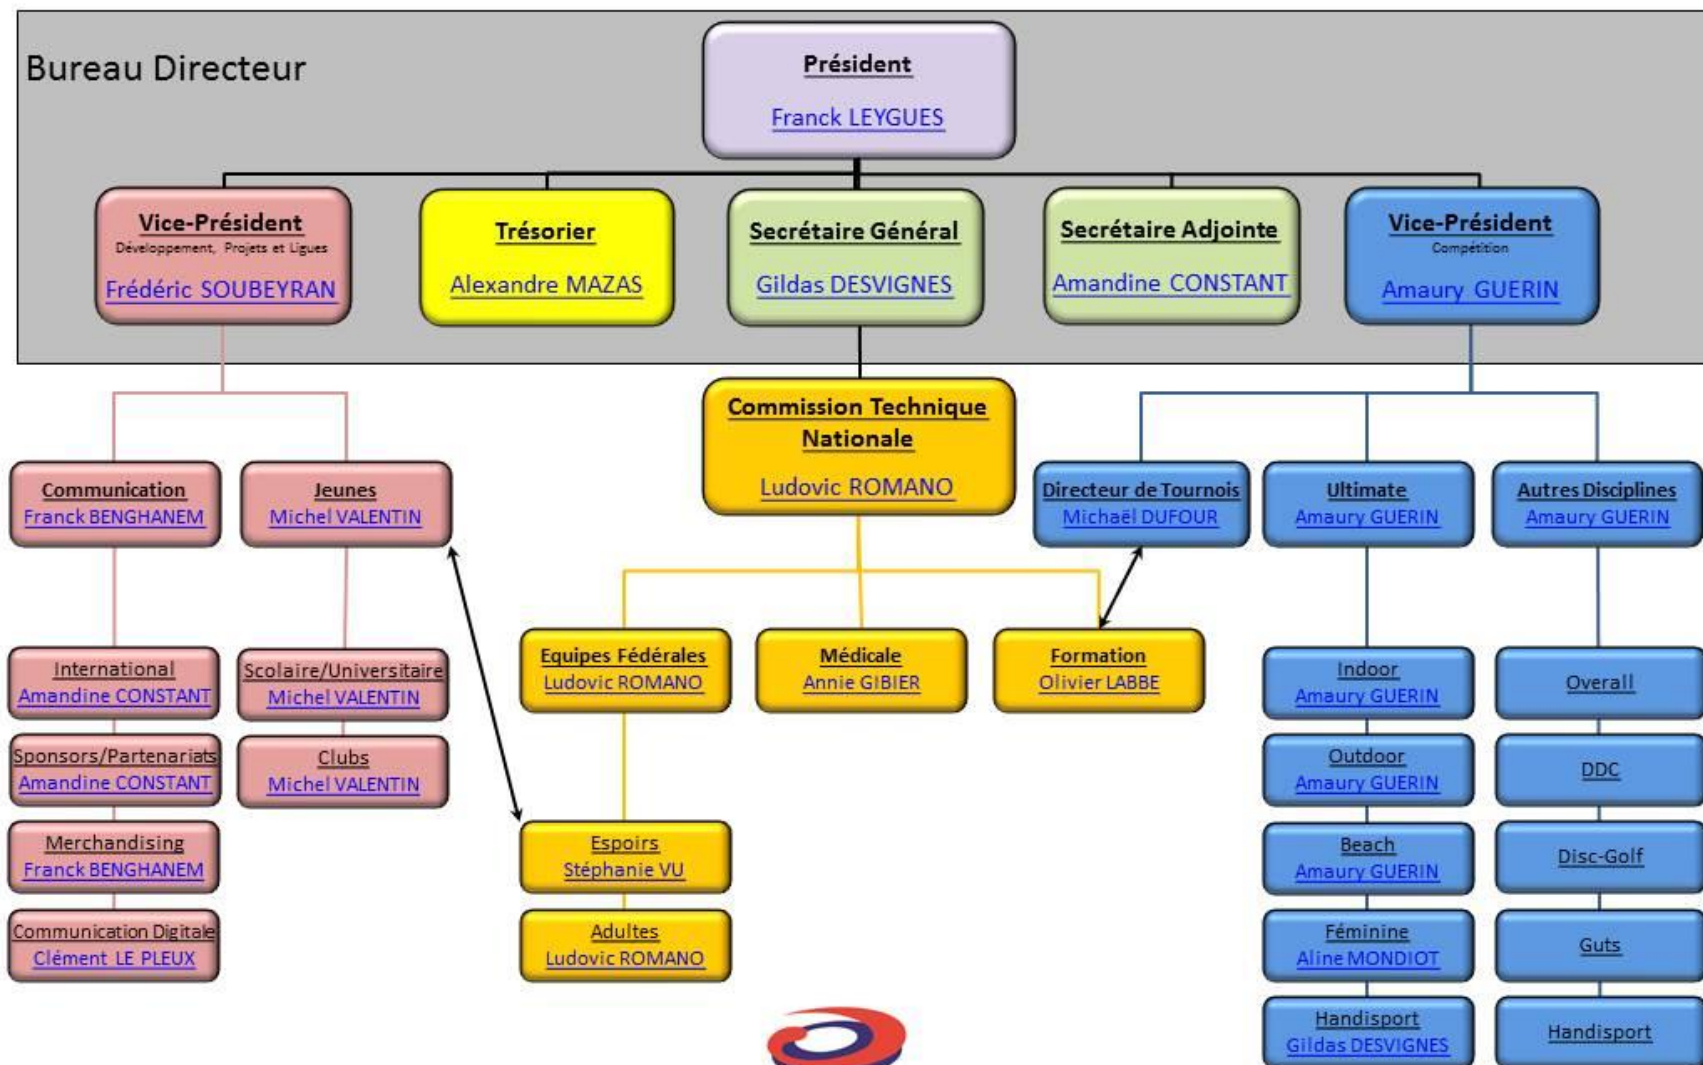 Bureau Directeur
Président
Franck LEYGUES
Vice-Président
Développement, Projets et Ligues
Frédéric SOUBEYRAN
Trésorier
Alexandre MAZAS
Secrétaire Général
Gildas DESVIGNES
Secrétaire Adjointe
Amandine CONSTANT
Vice-Président
Compétition
Amaury GUERIN
Commission Technique
Nationale
Ludovic ROMANO
Communication
Franck BENGHANEM
Jeunes
Michel VALENTIN
Directeur de Tournois
Michaël DUFOUR
Ultimate
Amaury GUERIN
Autres Disciplines
Amaury GUERIN
International
Amandine CONSTANT
Sponsors/Partenariats
Amandine CONSTANT
Merchandising
Franck BENGHANEM
Communication Digitale
Clément LE PLEUX
Scolaire/Universitaire
Michel VALENTIN
Clubs
Michel VALENTIN
Equipes Fédérales
Ludovic ROMANO
Médicale
Annie GIBIER
Formation
Olivier LABBE
Espoirs
Stéphanie VU
Adultes
Ludovic ROMANO
Indoor
Amaury GUERIN
Outdoor
Amaury GUERIN
Beach
Amaury GUERIN
Féminine
Aline MONDIOT
Handisport
Gildas DESVIGNES
Overall
DDC
Disc-Golf
Guts
Handisport